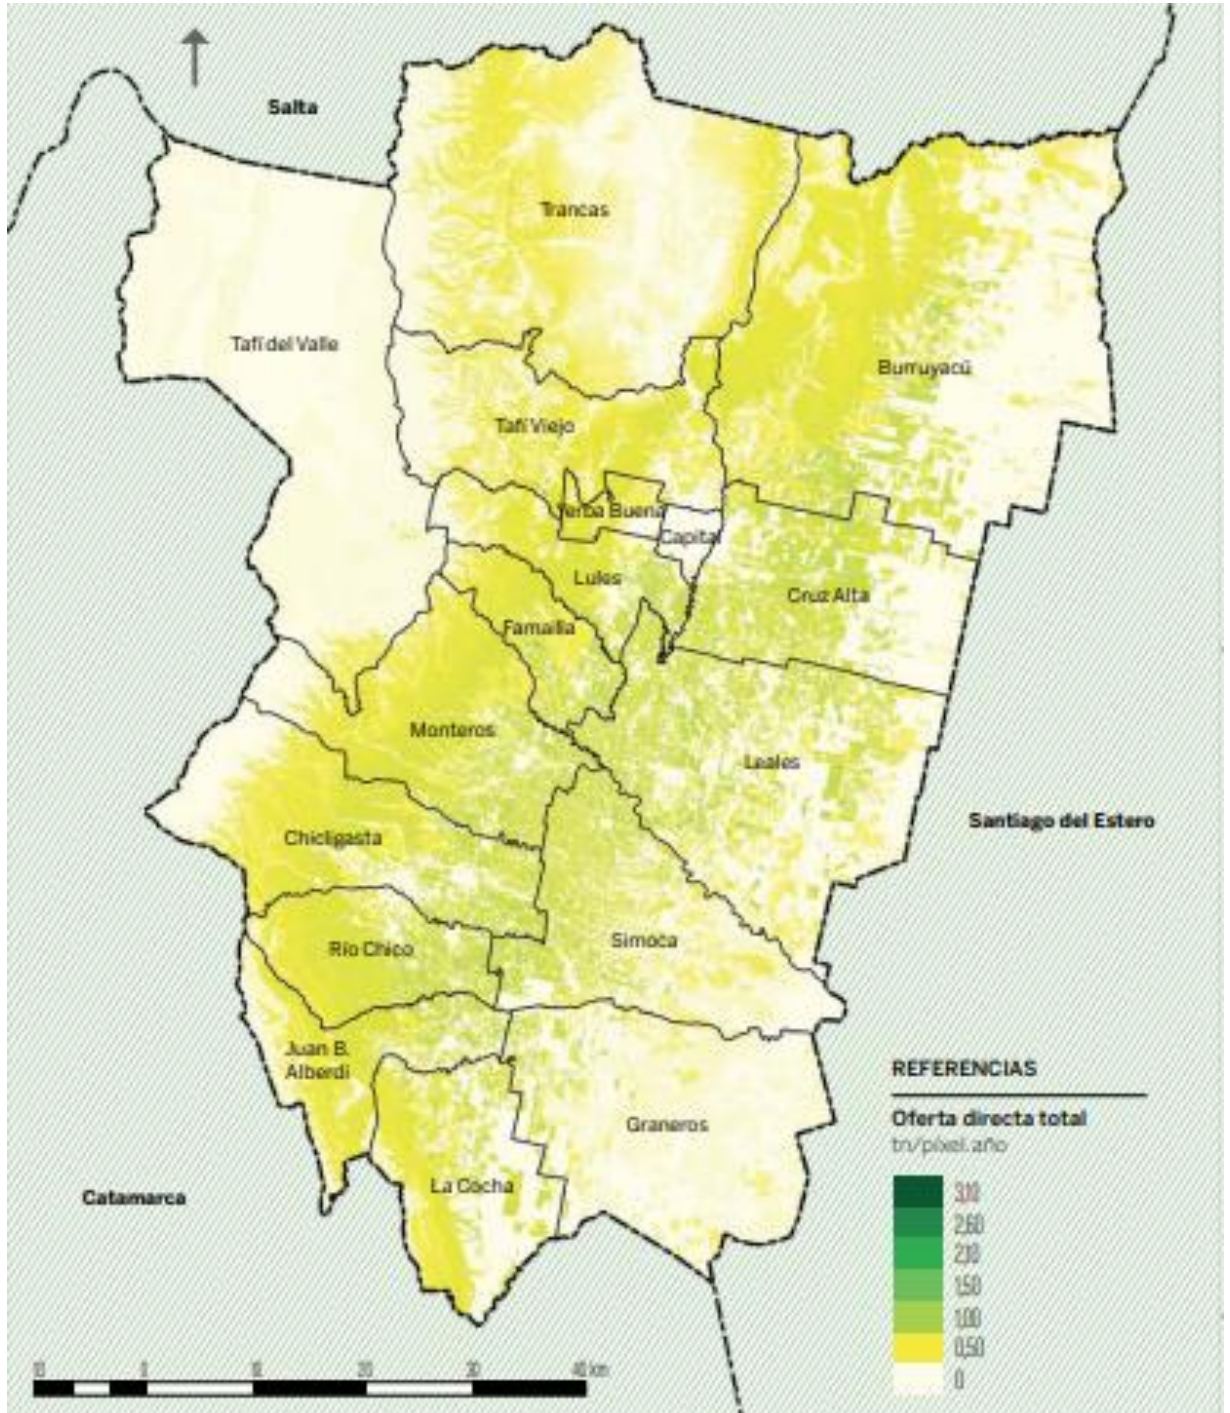 Salta
Trancas
Tafí del Valle
Burruyacú
Tafí Viejo
Yerba Buena
Capital
Lules
Cruz Alta
Famailla
Monteros
Leales
Santiago del Estero
Chicligasta
Simoca
Río Chico
Juan B.
Alberdi
Graneros
La Cocha
Catamarca
REFERENCIAS
Oferta directa total
tn/pixel.año
3,10
2,60
2,10
1,50
1,00
0,50
0
10
10
20
30
40 km